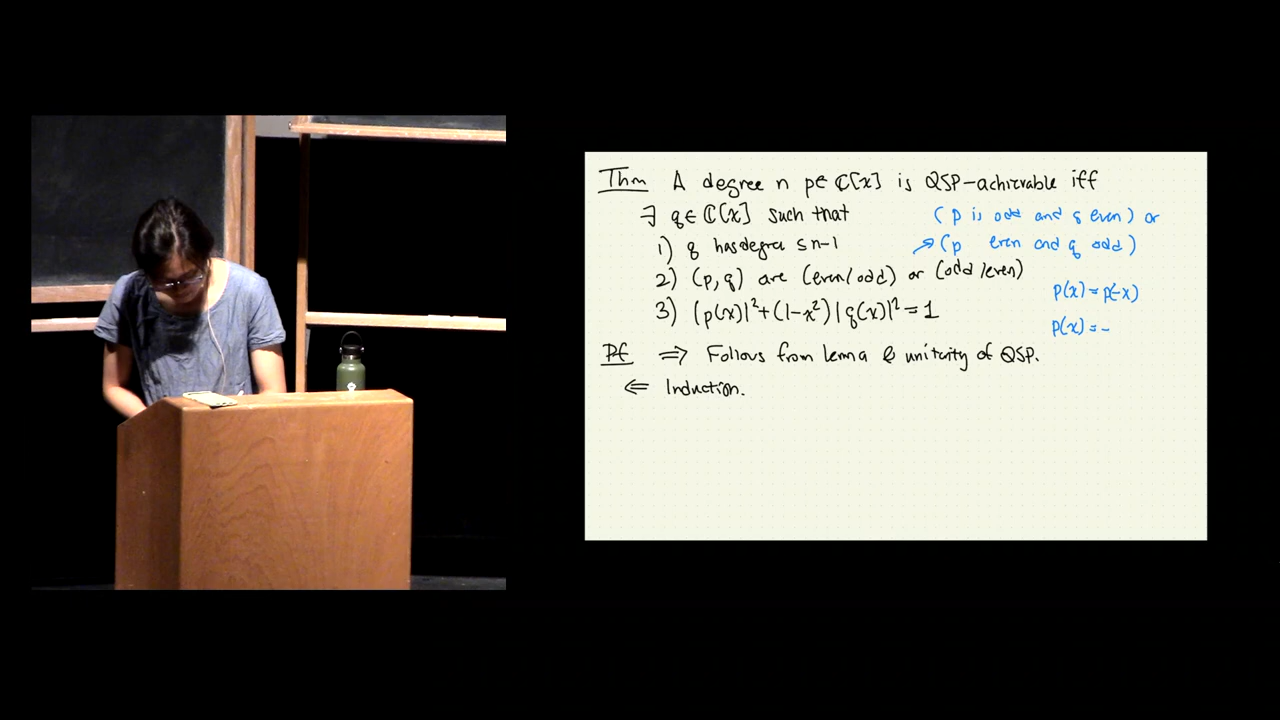 Thm A degree n p∈ ℂ[x] is QSP-achievable iff
∃ q∈ ℂ[x] such that
(p is odd and q even) or
1) q has degree ≤ n-1
→(p even and q odd)
2) (p,q) are (even/odd) or (odd/even)
p(x)=p(-x)
3) |p(x)|²+(1-x²)|q(x)|²=1
p(x)=-
Pf ⇒ Follows from lemma & unitarity of QSP.
⇐ Induction.